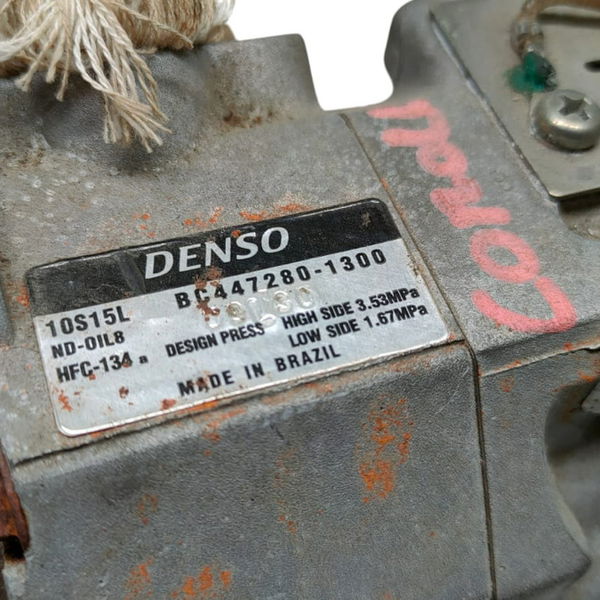 DENSO
BC447280-1300
10S15L
ND-OIL8
HFC-134a
DESIGN PRESS
HIGH SIDE 3.53MPa
LOW SIDE 1.67MPa
MADE IN BRAZIL